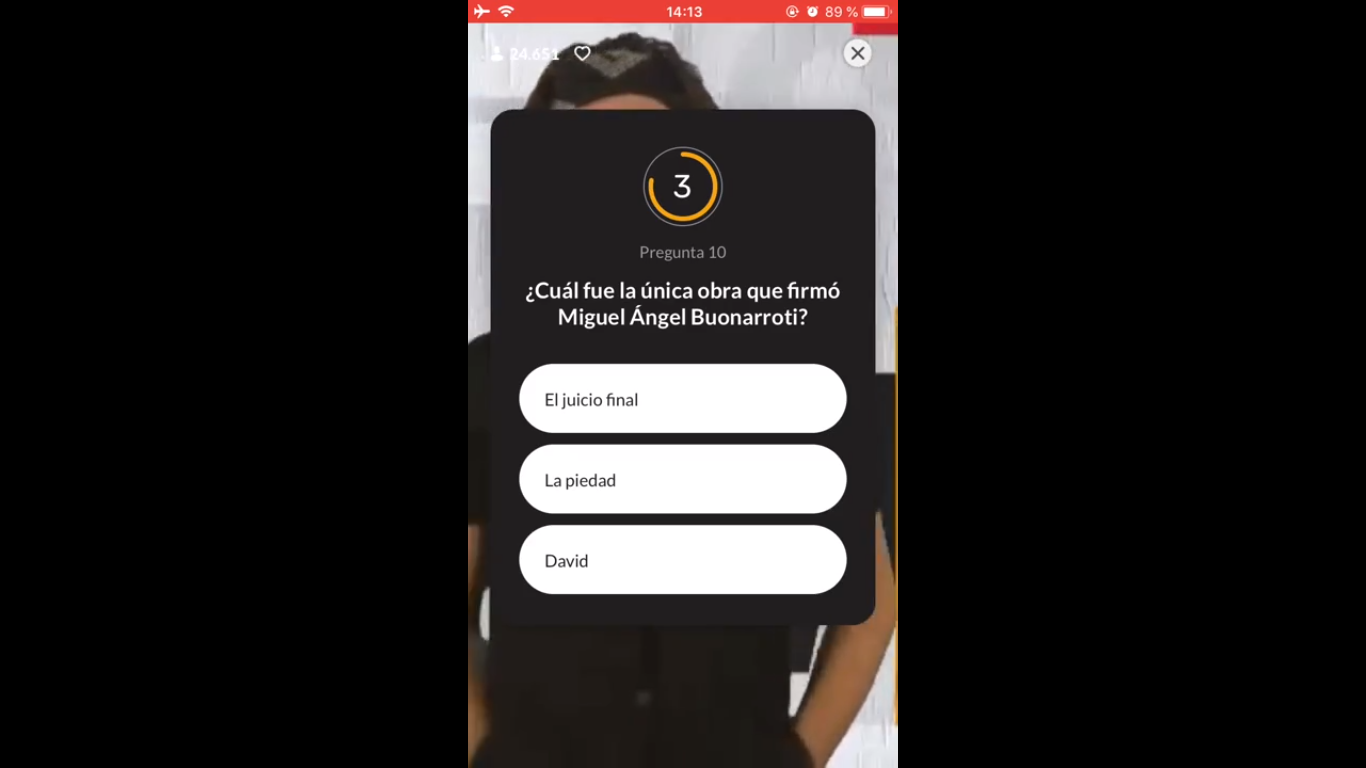 14:13
89 %
24.651
3
Pregunta 10
¿Cuál fue la única obra que firmó
Miguel Ángel Buonarroti?
El juicio final
La piedad
David